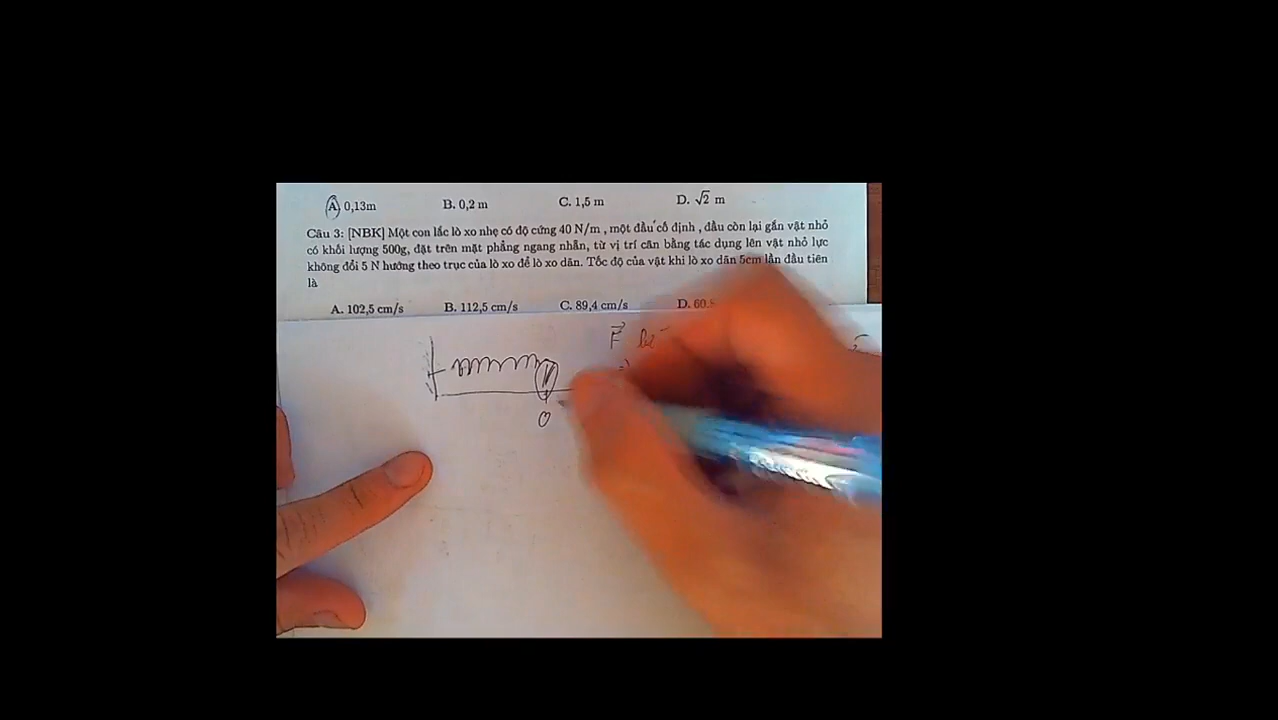 A) 0,13m B. 0,2 m C. 1,5 m D. √2 m
Câu 3: [NBK] Một con lắc lò xo nhẹ có độ cứng 40 N/m , một đầu cố định , đầu còn lại gắn vật nhỏ
có khối lượng 500g, đặt trên mặt phẳng ngang nhẵn, từ vị trí cân bằng tác dụng lên vật nhỏ lực
không đổi 5 N hướng theo trục của lò xo để lò xo dãn. Tốc độ của vật khi lò xo dãn 5cm lần đầu tiên
là
A. 102,5 cm/s B. 112,5 cm/s C. 89,4 cm/s D. 60.
F
O